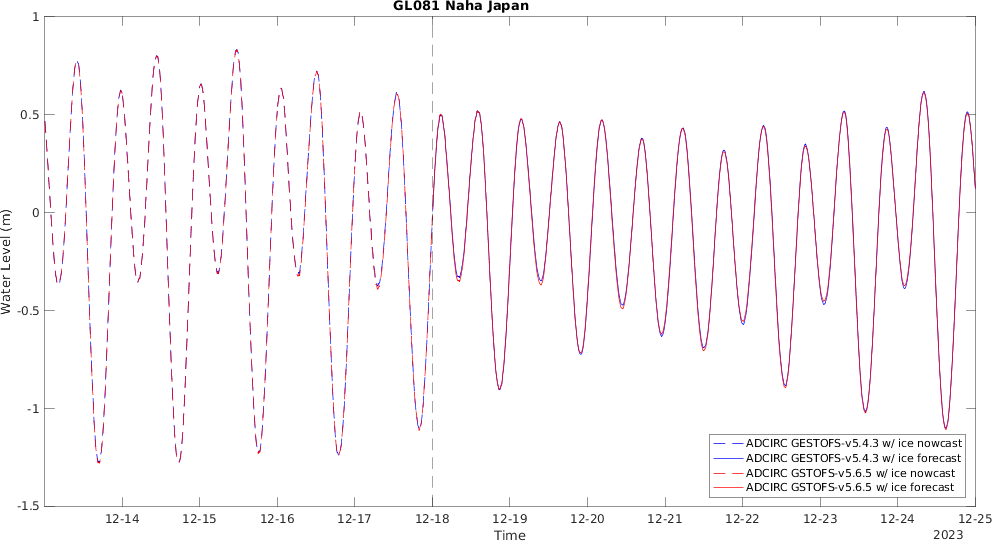 GL081 Naha Japan
1
0.5
0
-0.5
-1
-1.5
Water Level (m)
ADCIRC GESTOFS-v5.4.3 w/ ice nowcast
ADCIRC GESTOFS-v5.4.3 w/ ice forecast
ADCIRC GSTOFS-v5.6.5 w/ ice nowcast
ADCIRC GSTOFS-v5.6.5 w/ ice forecast
12-14 12-15 12-16 12-17 12-18 12-19 12-20 12-21 12-22 12-23 12-24 12-25
Time
2023